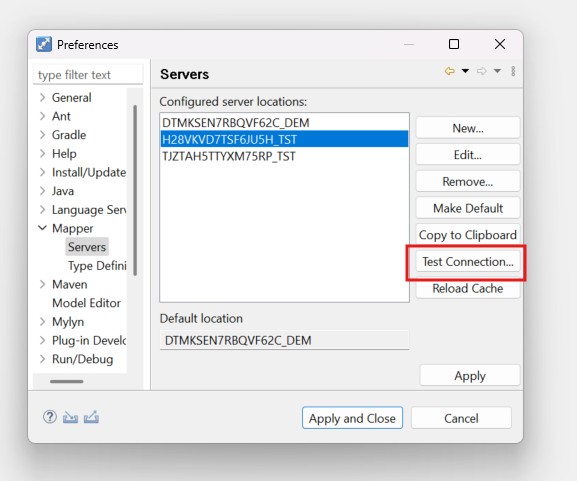 Preferences
type filter text
General
Ant
Gradle
Help
Install/Update
Java
Language Serv
Mapper
Servers
Type Defini
Maven
Model Editor
Mylyn
Plug-in Develo
Run/Debug
Servers
Configured server locations:
DTMKSEN7RBQVF62C_DEM
H28VKVD7TSF6JU5H_TST
TJZTAH5TTYXM75RP_TST
New...
Edit...
Remove...
Make Default
Copy to Clipboard
Test Connection...
Reload Cache
Default location
DTMKSEN7RBQVF62C_DEM
Apply
Apply and Close
Cancel